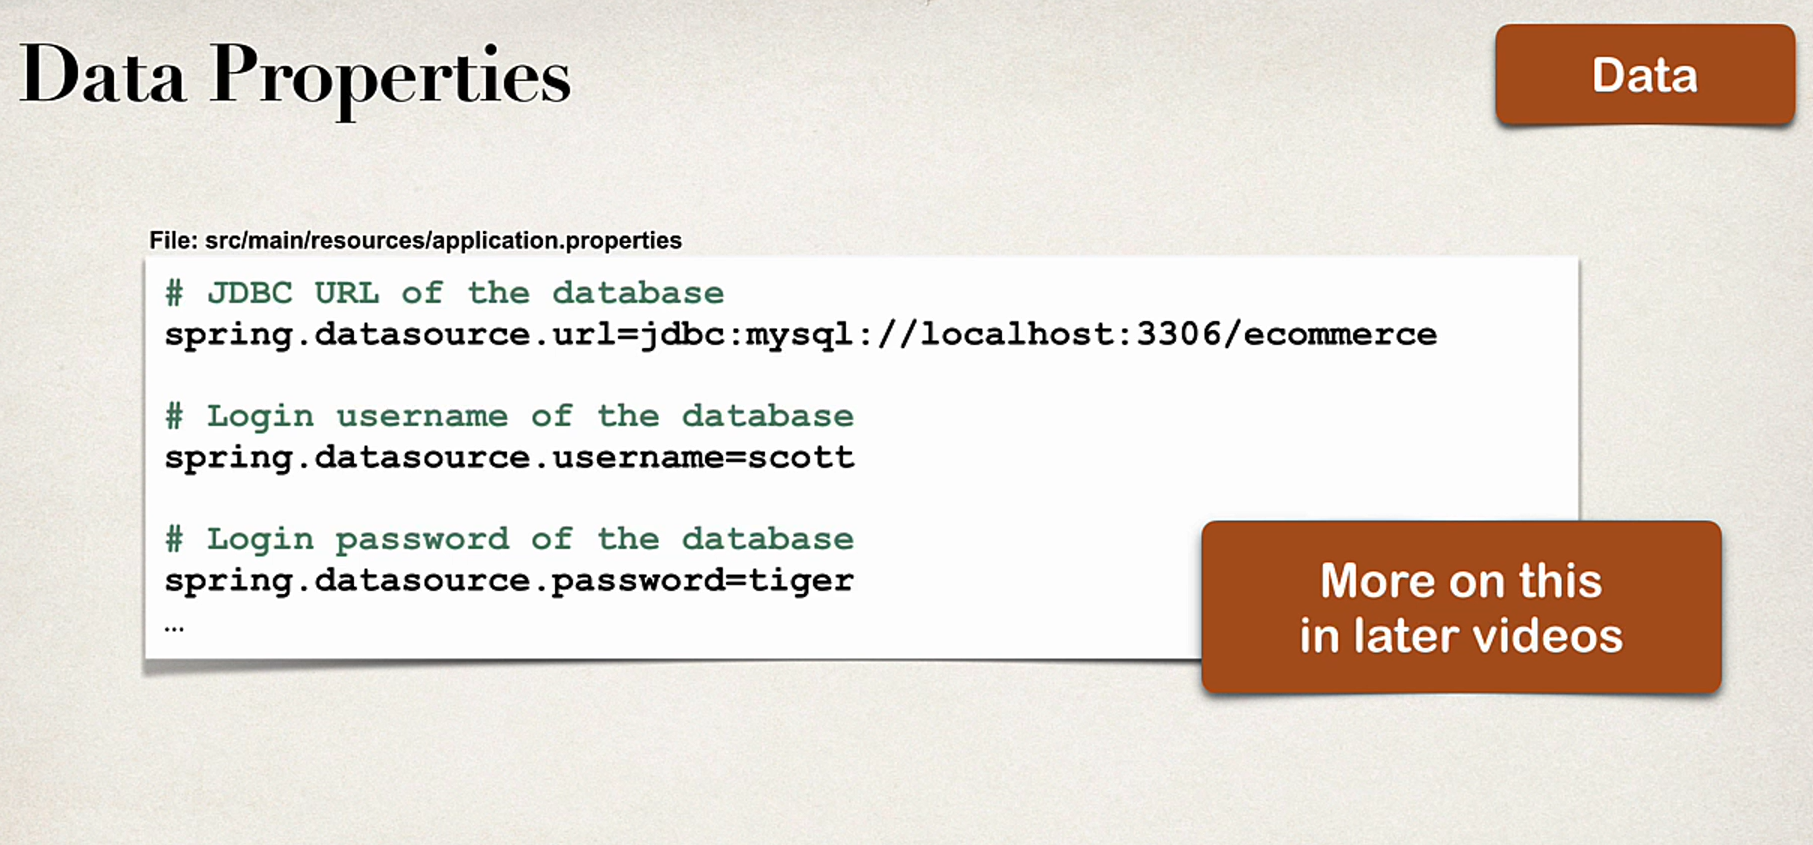 Data Properties
Data
File: src/main/resources/application.properties
# JDBC URL of the database
spring.datasource.url=jdbc:mysql://localhost:3306/ecommerce
# Login username of the database
spring.datasource.username=scott
# Login password of the database
spring.datasource.password=tiger
...
More on this
in later videos